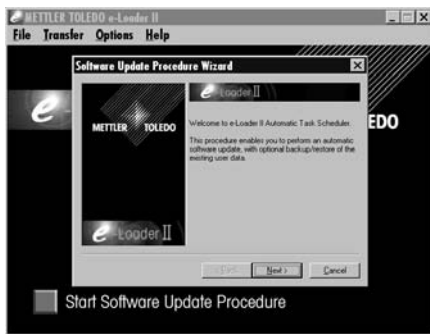 METTLER TOLEDO e-Loader II
File Transfer Options Help
Software Update Procedure Wizard
e-Loader II
METTLER TOLEDO
Welcome to e-Loader II Automatic Task Scheduler.
This procedure enables you to perform an automatic
software update, with optional backup/restore of the
existing user data.
e-Loader II
< Back Next > Cancel
e
EDO
Start Software Update Procedure